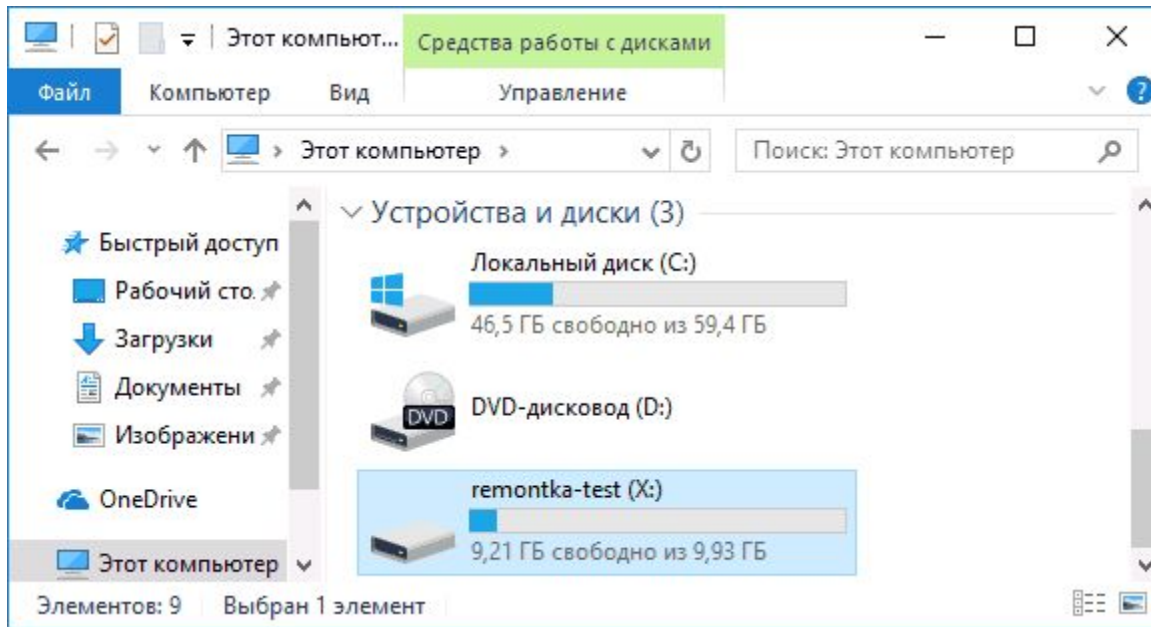 Этот компьют... Средства работы с дисками
Файл Компьютер Вид Управление ?
Этот компьютер Поиск: Этот компьютер
Устройства и диски (3)
Быстрый доступ
Рабочий сто.
Загрузки
Документы
Изображени
OneDrive
Этот компьютер
Локальный диск (C:)
46,5 ГБ свободно из 59,4 ГБ
DVD
DVD-дисковод (D:)
remontka-test (X:)
9,21 ГБ свободно из 9,93 ГБ
Элементов: 9 Выбран 1 элемент